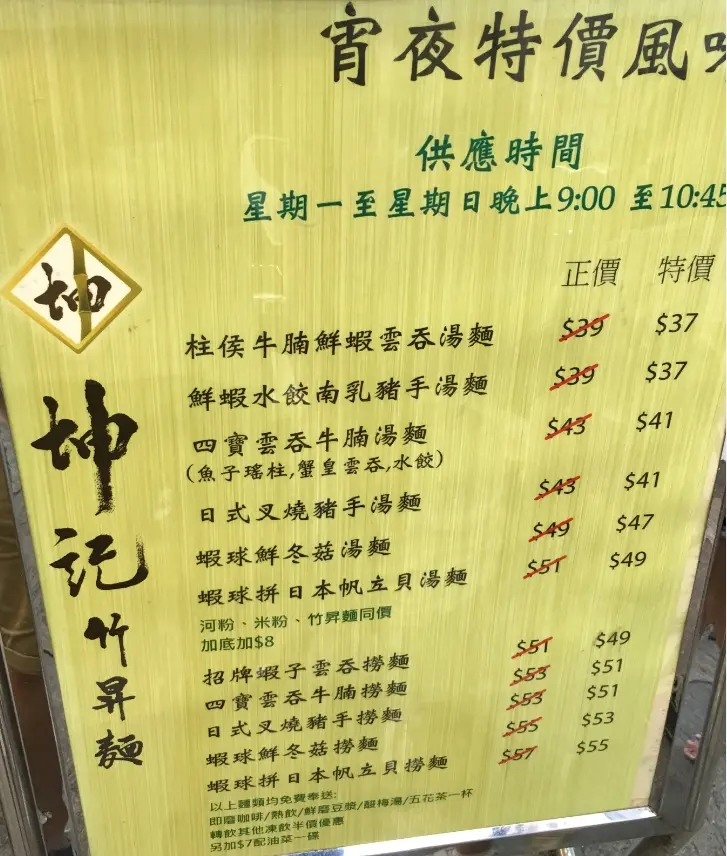 宵夜特價風味
供應時間
星期一至星期日晚上9:00 至10:45
正價 特價
柱侯牛腩鮮蝦雲吞湯麵 $39 $37
鮮蝦水餃南乳豬手湯麵 $39 $37
四寶雲吞牛腩湯麵 $43 $41
(魚子瑤柱,蟹皇雲吞,水餃)
日式叉燒豬手湯麵 $43 $41
蝦球鮮冬菇湯麵 $49 $47
蝦球拼日本帆立貝湯麵 $51 $49
河粉、米粉、竹昇麵同價
加底加$8
招牌蝦子雲吞撈麵 $51 $49
四寶雲吞牛腩撈麵 $53 $51
日式叉燒豬手撈麵 $53 $51
蝦球鮮冬菇撈麵 $55 $53
蝦球拼日本帆立貝撈麵 $57 $55
以上麵類均免費奉送:
即磨咖啡/熱飲/鮮磨豆漿/酸梅湯/五花茶一杯
轉飲其他凍飲半價優惠
另加$7配油菜一碟
坤
坤記竹昇麵